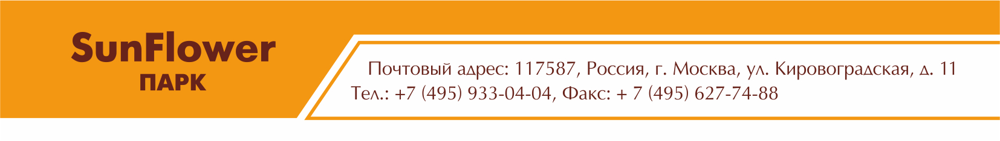 SunFlower
ПАРК
Почтовый адрес: 117587, Россия, г. Москва, ул. Кировоградская, д. 11
Тел.: +7 (495) 933-04-04, Факс: + 7 (495) 627-74-88